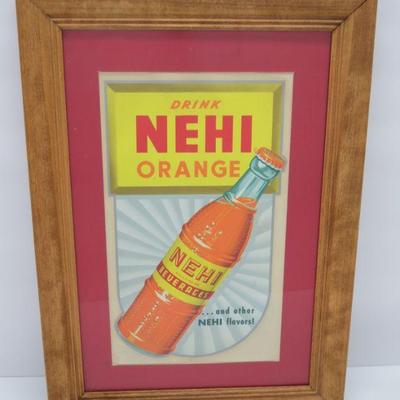 DRINK
NEHI
ORANGE
NEHI
BEVERAGES
...and other
NEHI flavors!